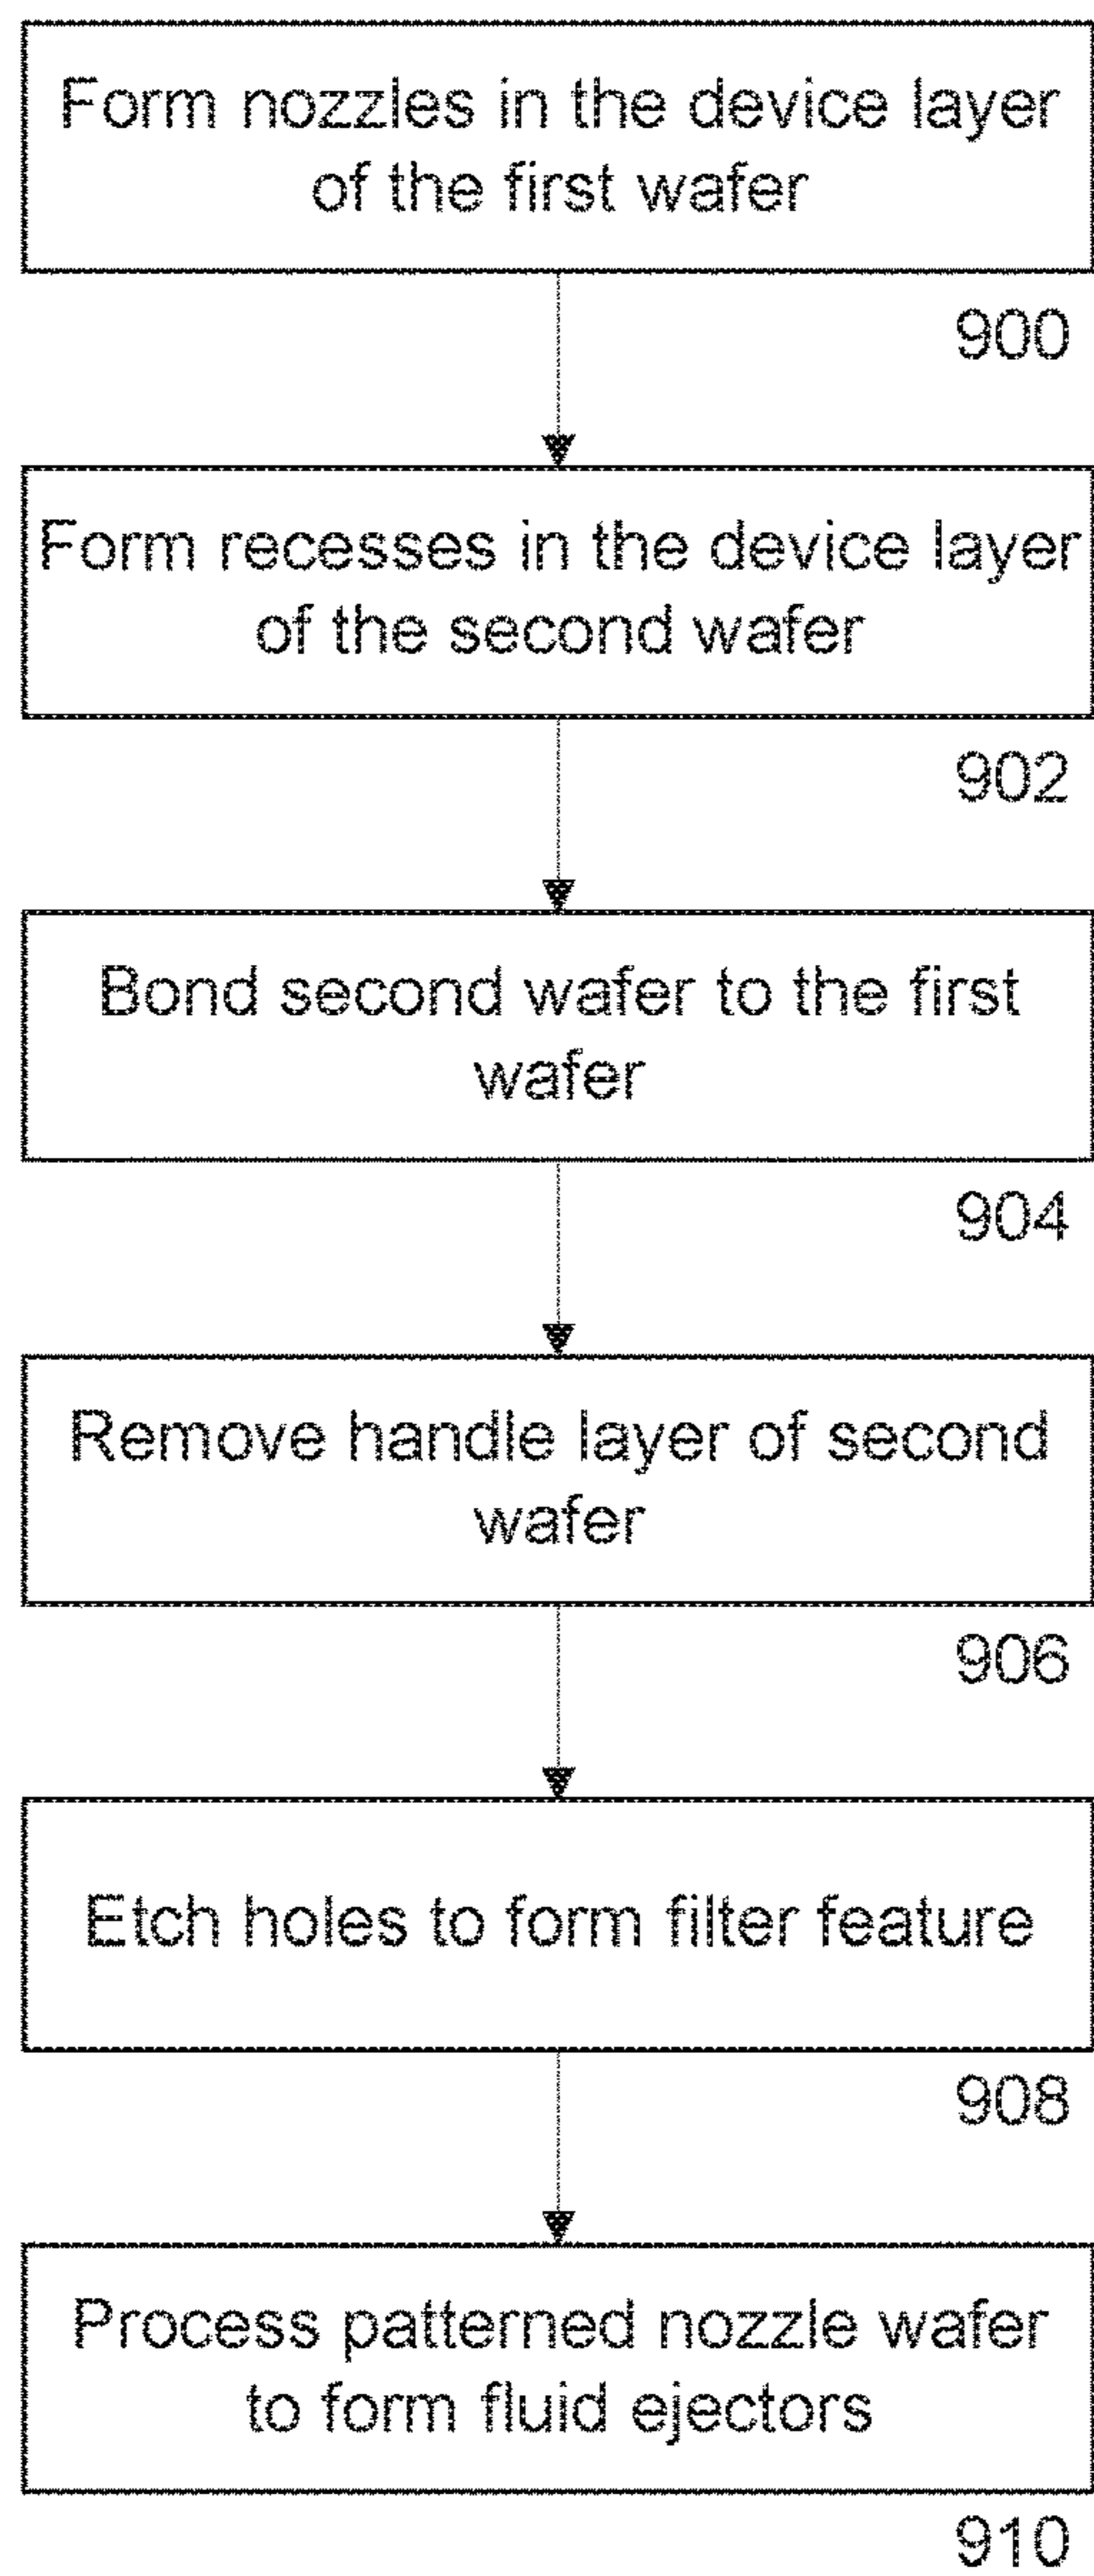 Form nozzles in the device layer
of the first wafer
900
Form recesses in the device layer
of the second wafer
902
Bond second wafer to the first
wafer
904
Remove handle layer of second
wafer
906
Etch holes to form filter feature
908
Process patterned nozzle wafer
to form fluid ejectors
910